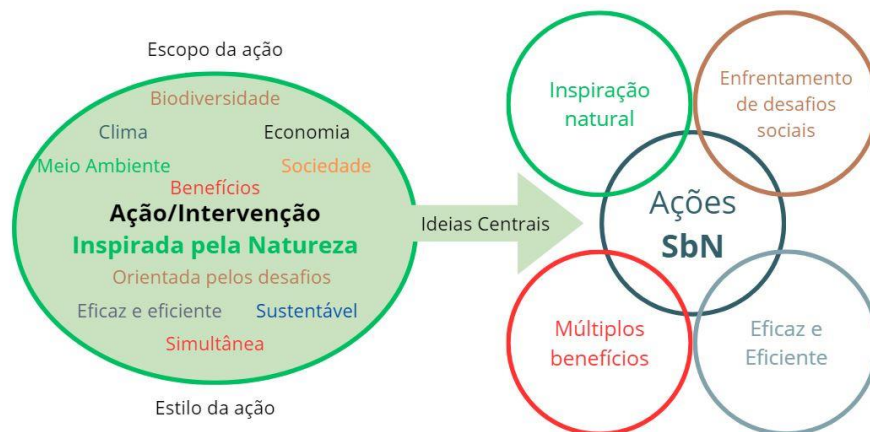 Escopo da ação
Biodiversidade
Clima
Economia
Meio Ambiente
Sociedade
Benefícios
Ação/Intervenção
Inspirada pela Natureza
Orientada pelos desafios
Eficaz e eficiente
Sustentável
Simultânea
Estilo da ação
Ideias Centrais
Inspiração
natural
Enfrentamento
de desafios
sociais
Ações
SbN
Múltiplos
benefícios
Eficaz e
Eficiente